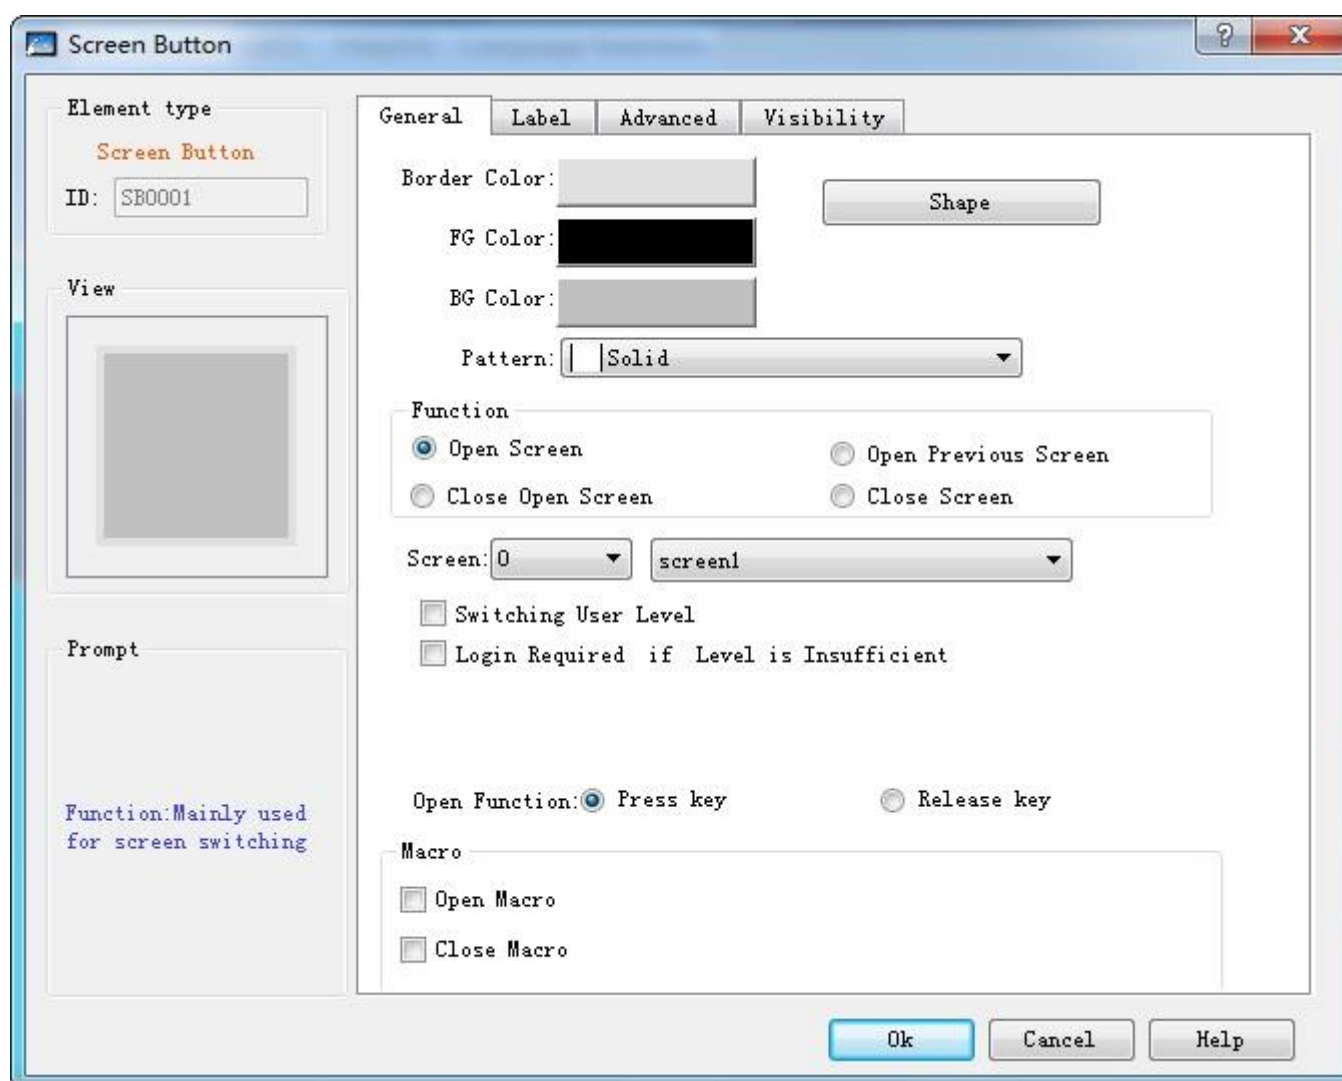 Screen Button
Element type
Screen Button
ID: SB0001
View
Prompt
Function:Mainly used
for screen switching
General Label Advanced Visibility
Border Color:
Shape
FG Color:
BG Color:
Pattern: Solid
Function
Open Screen
Open Previous Screen
Close Open Screen
Close Screen
Screen: 0 screen1
Switching User Level
Login Required if Level is Insufficient
Open Function: Press key Release key
Macro
Open Macro
Close Macro
Ok Cancel Help